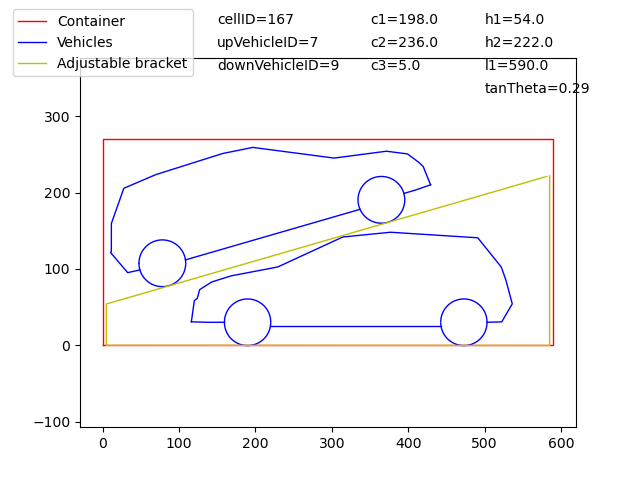 Container
Vehicles
Adjustable bracket
cellID=167 c1=198.0 h1=54.0
upVehicleID=7 c2=236.0 h2=222.0
downVehicleID=9 c3=5.0 l1=590.0
tanTheta=0.29
300
200
100
0
−100
0 100 200 300 400 500 600